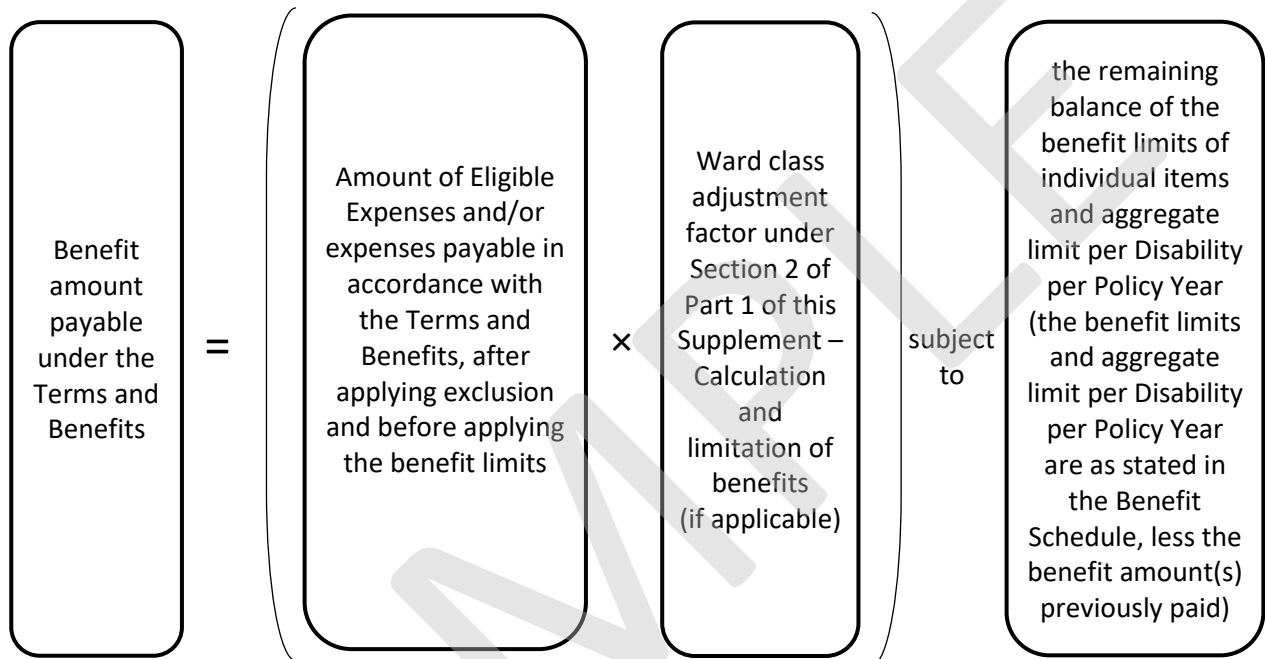 Benefit
amount
payable
under the
Terms and
Benefits
=
(
Amount of Eligible
Expenses and/or
expenses payable in
accordance with
the Terms and
Benefits, after
applying exclusion
and before applying
the benefit limits
×
Ward class
adjustment
factor under
Section 2 of
Part 1 of this
Supplement –
Calculation
and
limitation of
benefits
(if applicable)
)
subject
to
the remaining
balance of the
benefit limits of
individual items
and aggregate
limit per Disability
per Policy Year
(the benefit limits
and aggregate
limit per Disability
per Policy Year
are as stated in
the Benefit
Schedule, less the
benefit amount(s)
previously paid)
MPLE